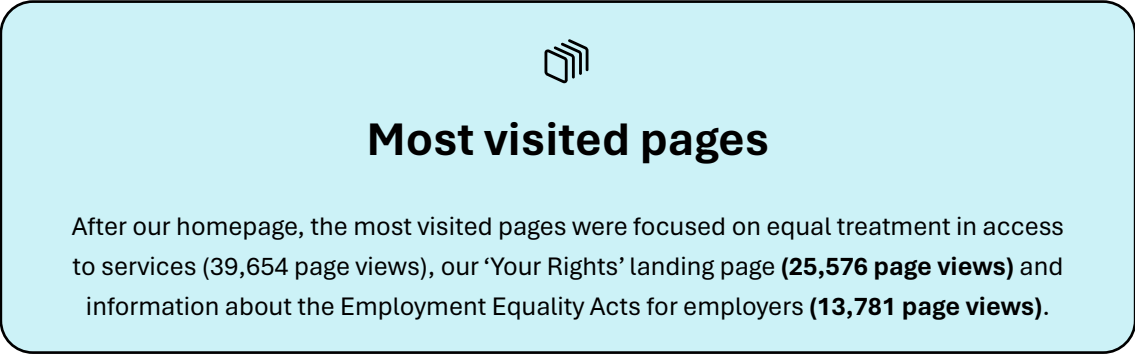 Most visited pages
After our homepage, the most visited pages were focused on equal treatment in access
to services (39,654 page views), our ‘Your Rights’ landing page (25,576 page views) and
information about the Employment Equality Acts for employers (13,781 page views).